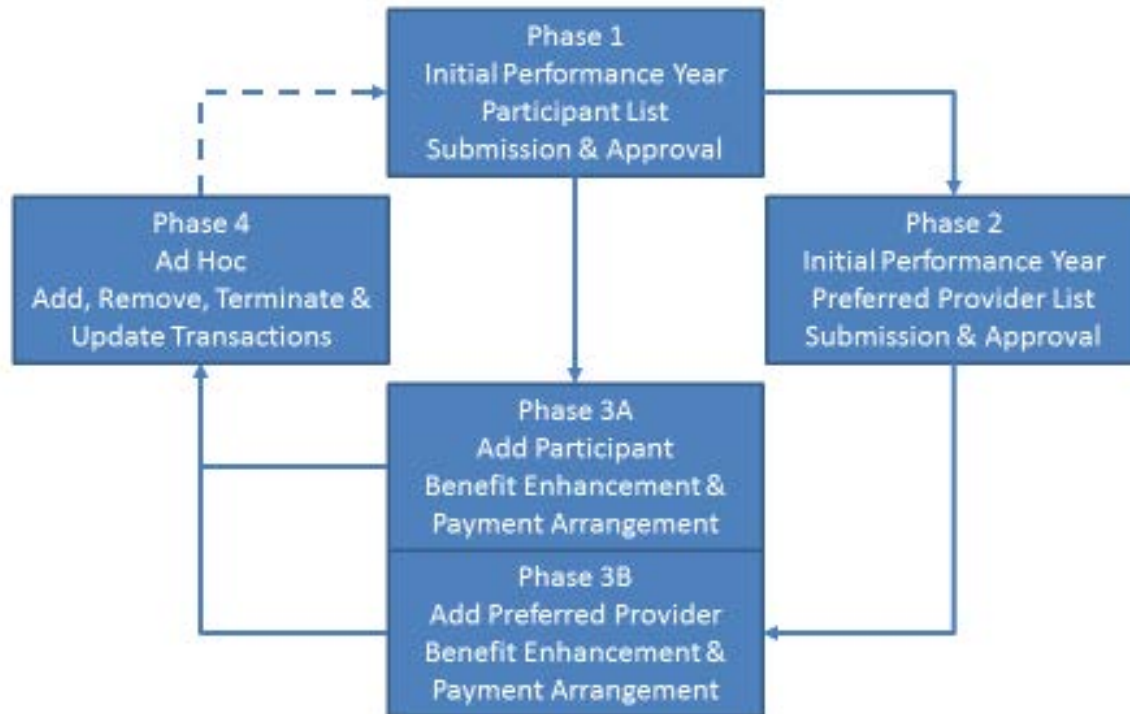 Phase 1
Initial Performance Year
Participant List
Submission & Approval
Phase 4
Ad Hoc
Add, Remove, Terminate &
Update Transactions
Phase 2
Initial Performance Year
Preferred Provider List
Submission & Approval
Phase 3A
Add Participant
Benefit Enhancement &
Payment Arrangement
Phase 3B
Add Preferred Provider
Benefit Enhancement &
Payment Arrangement